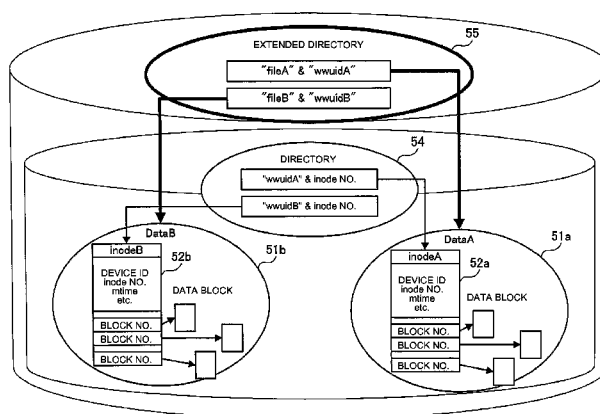 55
EXTENDED DIRECTORY
"fileA" & "wwuidA"
"fileB" & "wwuidB"
54
DIRECTORY
"wwuidA" & inode NO.
"wwuidB" & inode NO.
DataB
51b
inodeB
52b
DEVICE ID
inode NO.
mtime
etc.
DATA BLOCK
BLOCK NO.
BLOCK NO.
BLOCK NO.
DataA
51a
inodeA
52a
DEVICE ID
inode NO.
mtime
etc.
DATA BLOCK
BLOCK NO.
BLOCK NO.
BLOCK NO.